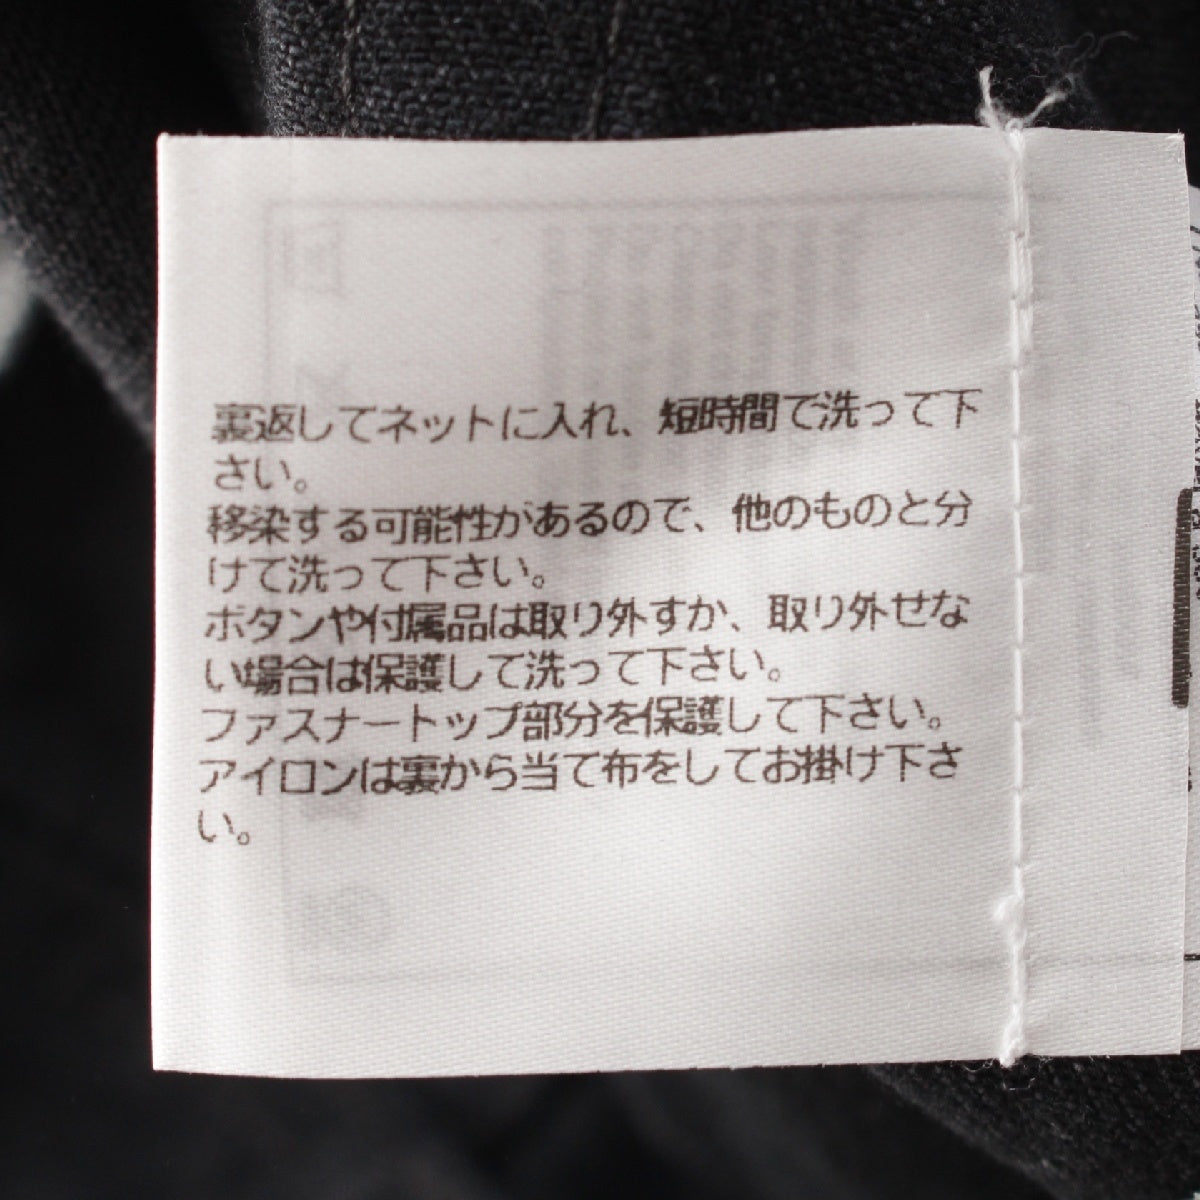 裏返してネットに入れ、短時間で洗って下
さい。
移染する可能性があるので、他のものと分
けて洗って下さい。
ボタンや付属品は取り外すか、取り外せな
い場合は保護して洗って下さい。
ファスナートップ部分を保護して下さい。
アイロンは裏から当て布をしてお掛け下さ
い。